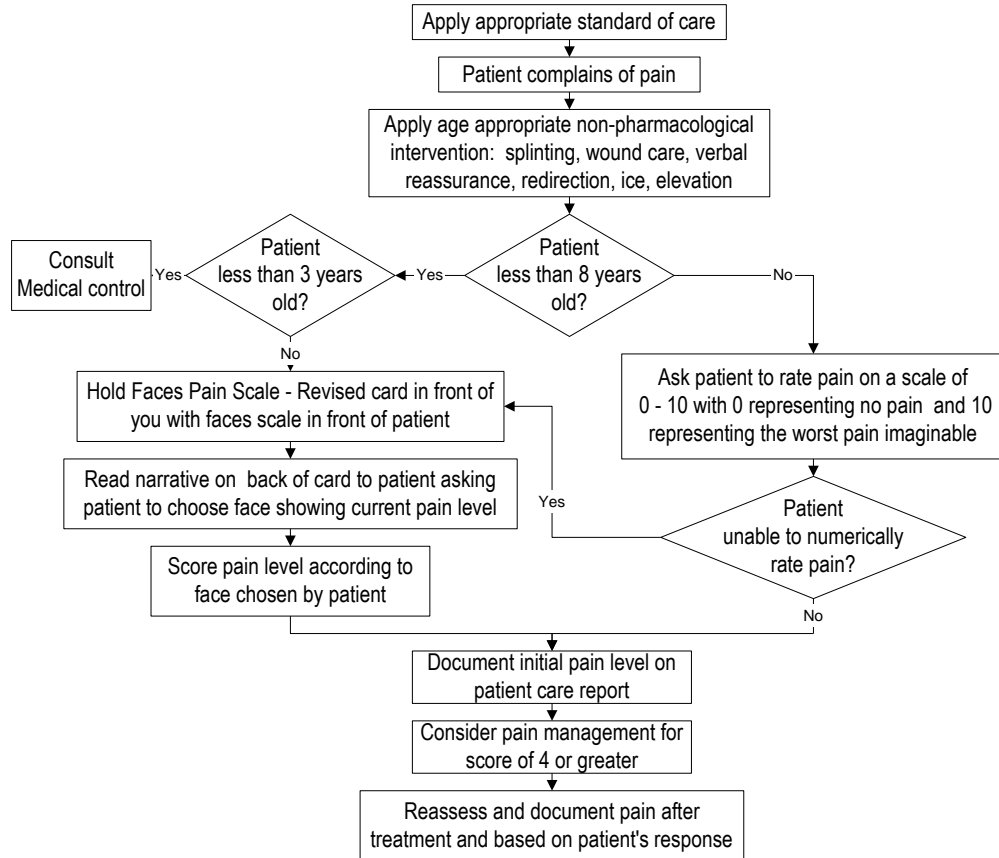 Apply appropriate standard of care
Patient complains of pain
Apply age appropriate non-pharmacological
intervention: splinting, wound care, verbal
reassurance, redirection, ice, elevation
Patient
less than 8 years
old?
Yes
No
Patient
less than 3 years
old?
Yes
Consult
Medical control
No
Hold Faces Pain Scale - Revised card in front of
you with faces scale in front of patient
Read narrative on back of card to patient asking
patient to choose face showing current pain level
Score pain level according to
face chosen by patient
Ask patient to rate pain on a scale of
0 - 10 with 0 representing no pain and 10
representing the worst pain imaginable
Patient
unable to numerically
rate pain?
Yes
No
Document initial pain level on
patient care report
Consider pain management for
score of 4 or greater
Reassess and document pain after
treatment and based on patient's response